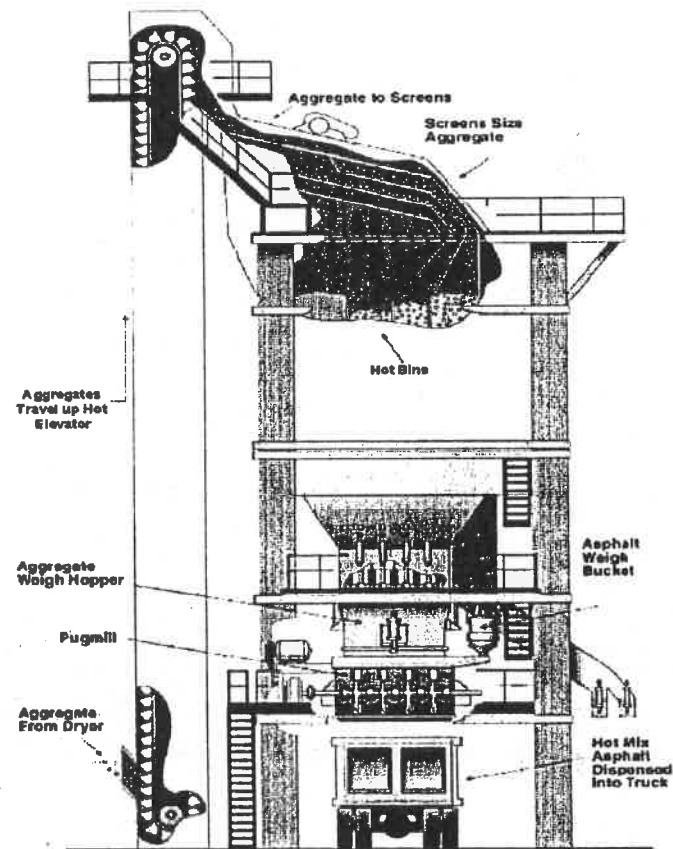 Aggregate to Screens
Screens Size
Aggregate
Hot Bins
Aggregates
Travel up Hot
Elevator
Asphalt
Weigh
Bucket
Aggregate
Weigh Hopper
Pugmill
Aggregate
From Dryer
Hot Mix
Asphalt
Dispensed
Into Truck